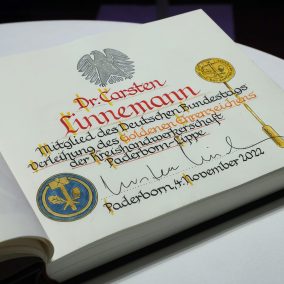 Dr. Carsten
Linnemann
Mitglied des Deutschen Bundestags
Verleihung des Goldenen Ehrenzeichens
der Kreishandwerkerschaft
Paderborn-Lippe
Paderborn, 4. November 2022